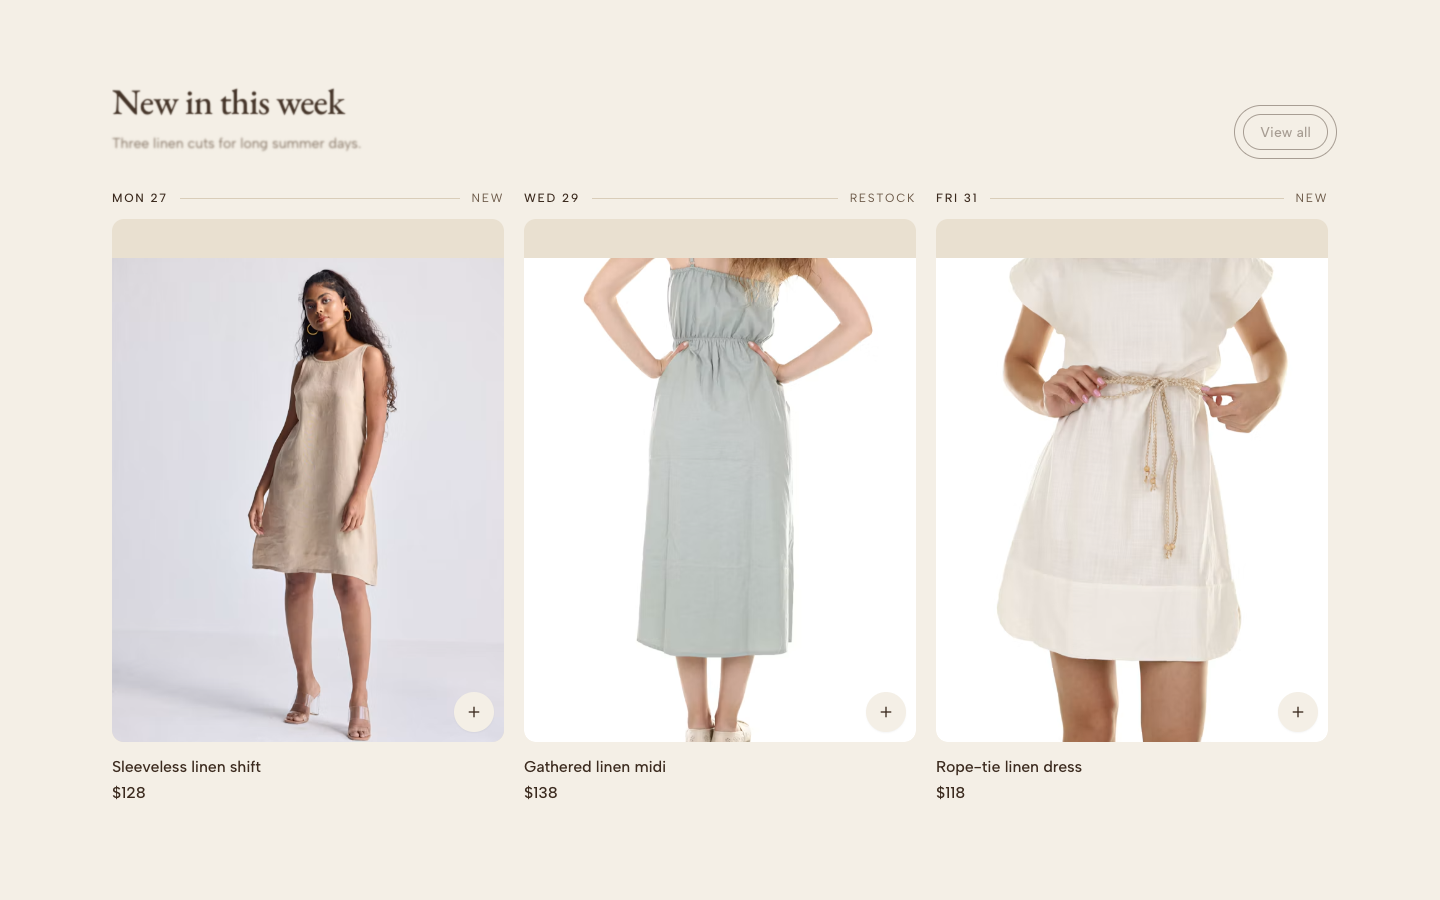 New in this week
Three linen cuts for long summer days.
View all
MON 27 NEW
WED 29 RESTOCK
FRI 31 NEW
Sleeveless linen shift
$128
Gathered linen midi
$138
Rope-tie linen dress
$118